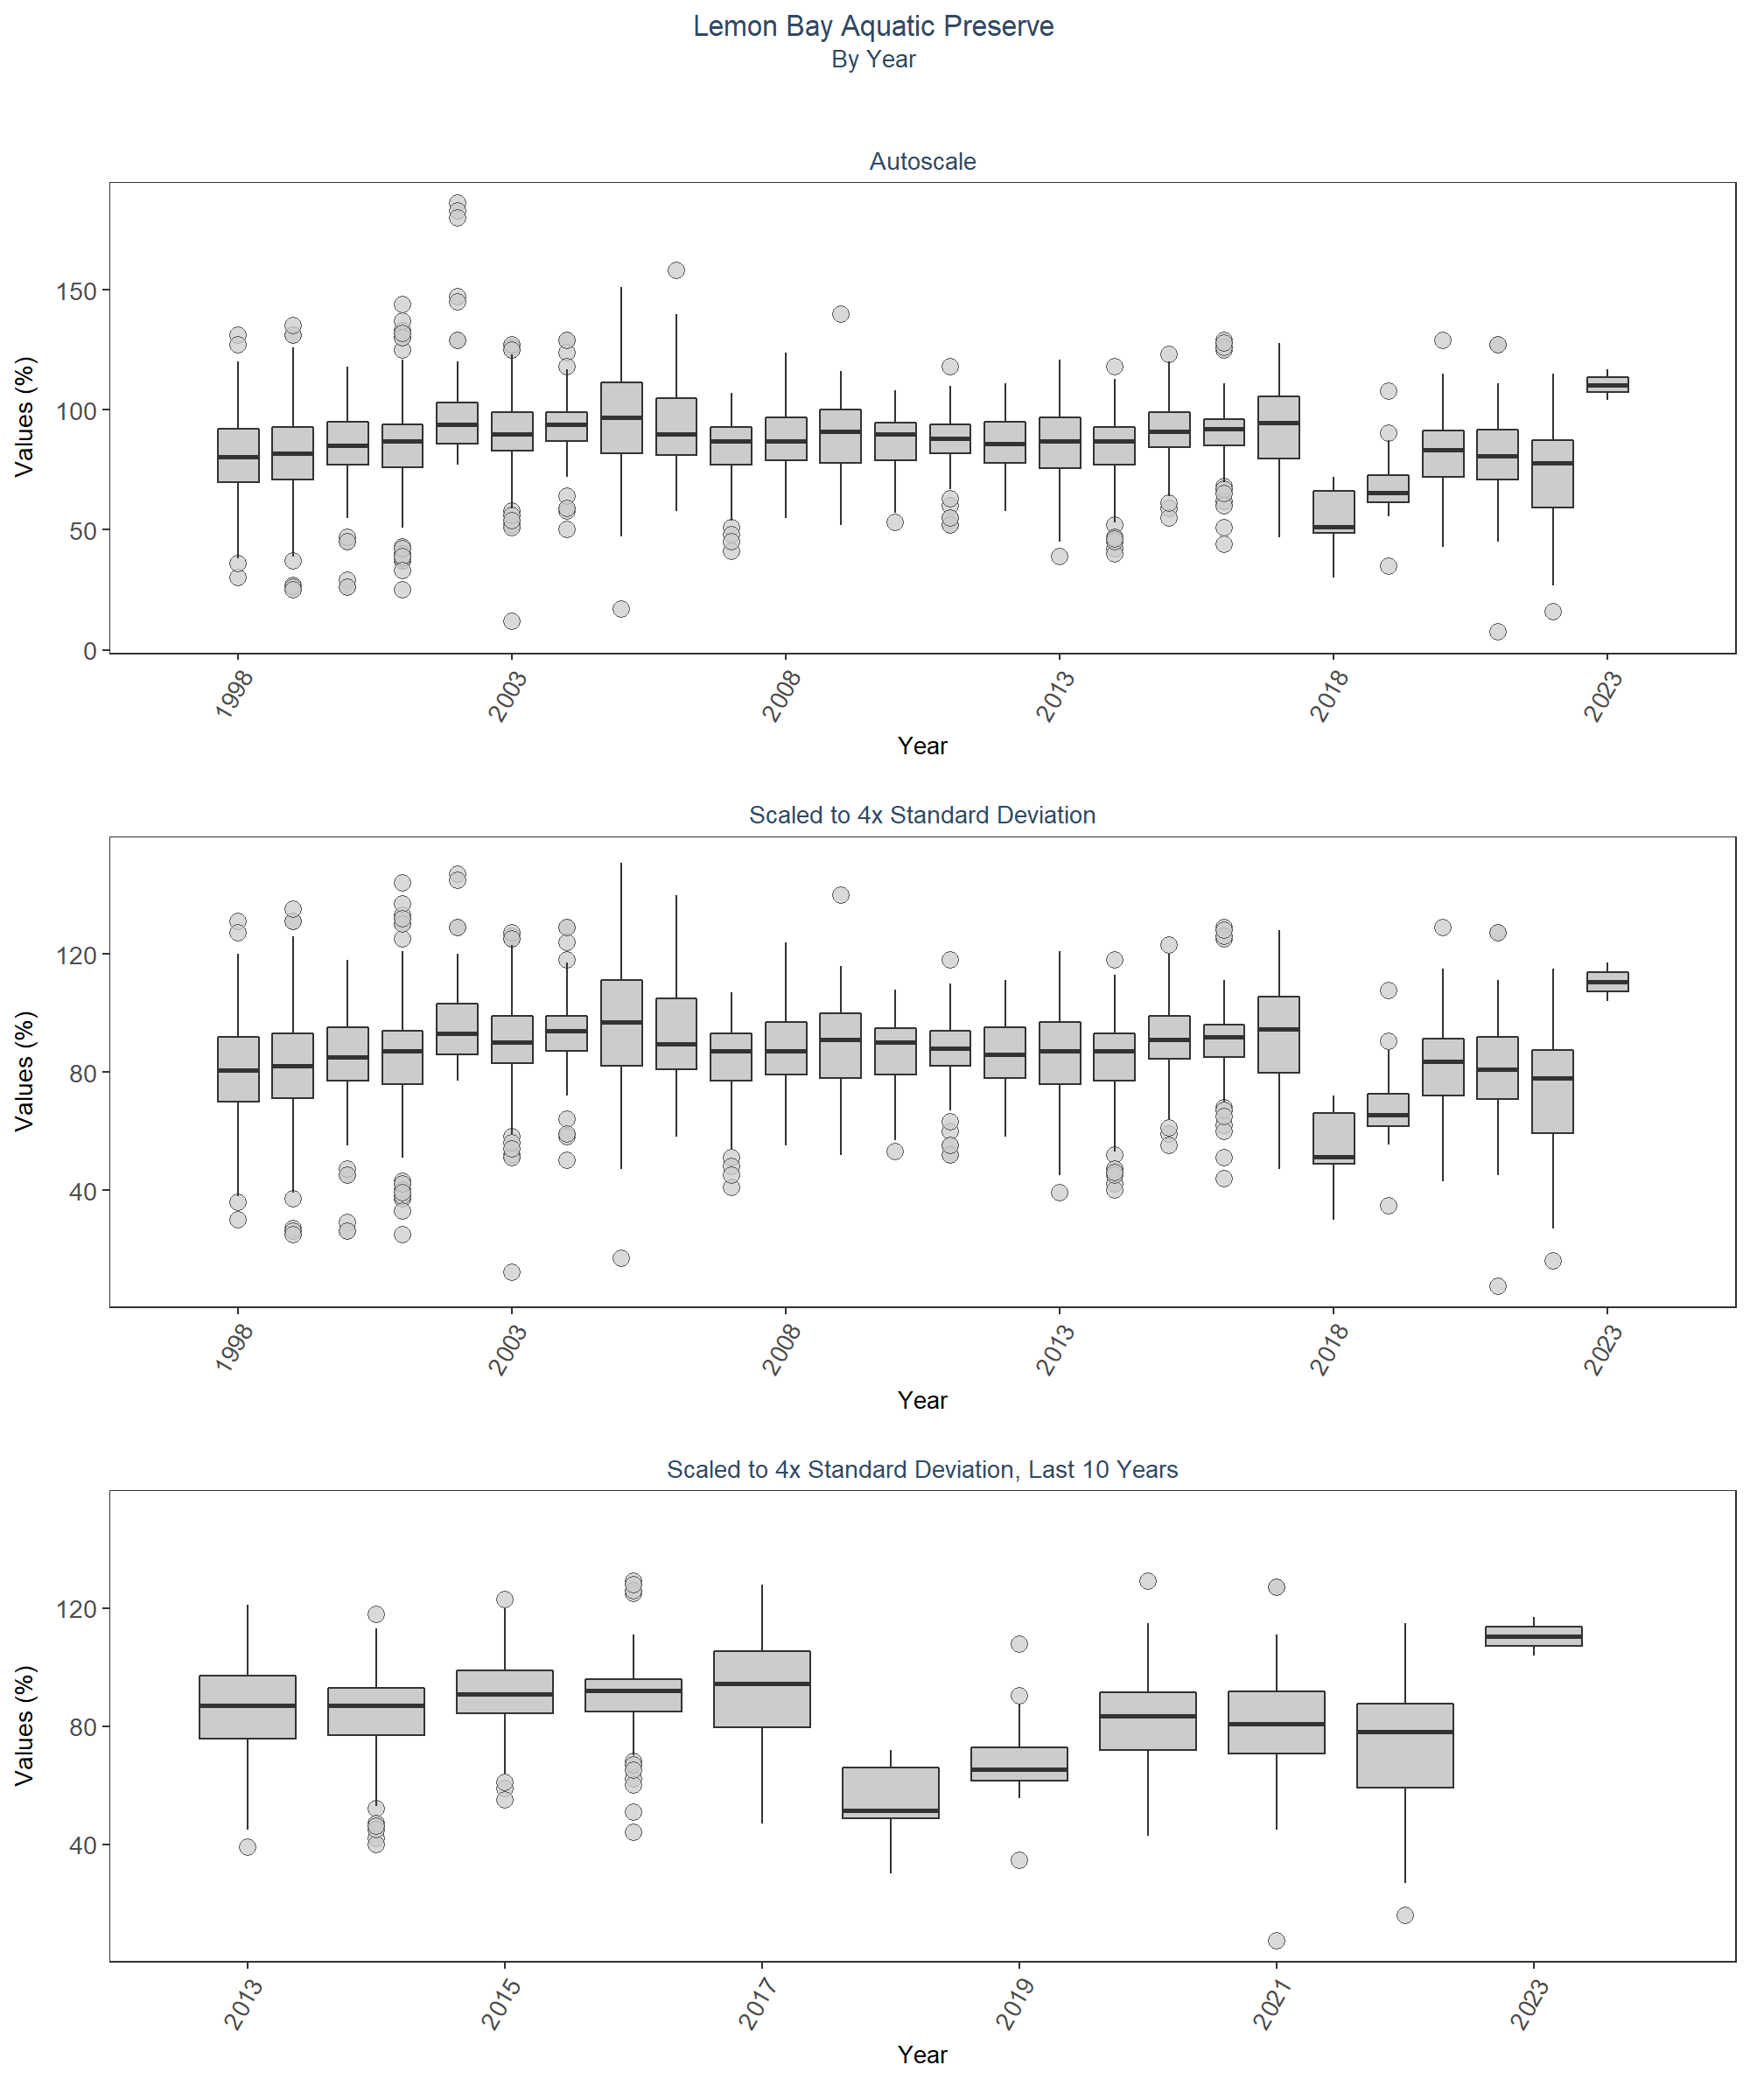 Lemon Bay Aquatic Preserve
By Year
Autoscale
Values (%)
150
100
50
0
1998 2003 2008 2013 2018 2023
Year
Scaled to 4x Standard Deviation
Values (%)
120
80
40
1998 2003 2008 2013 2018 2023
Year
Scaled to 4x Standard Deviation, Last 10 Years
Values (%)
120
80
40
2013 2015 2017 2019 2021 2023
Year